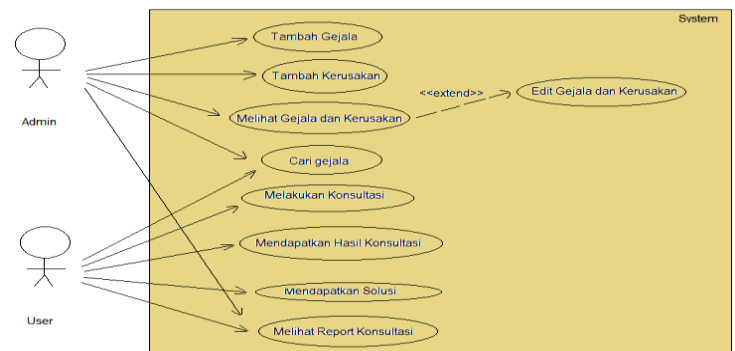 System
Tambah Gejala
Tambah Kerusakan
<<extend>>
Edit Gejala dan Kerusakan
Admin
Melihat Gejala dan Kerusakan
Cari gejala
Melakukan Konsultasi
Mendapatkan Hasil Konsultasi
Mendapatkan Solusi
User
Melihat Report Konsultasi